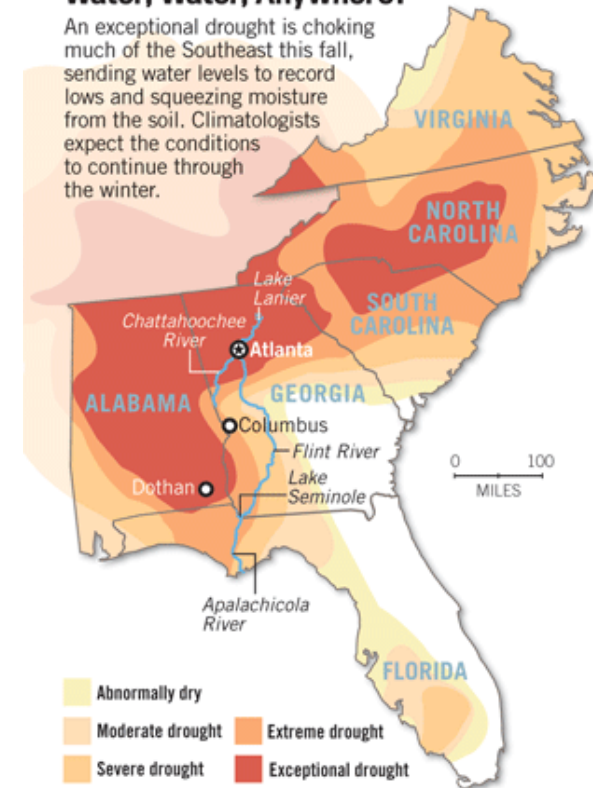 Water, Water, Anywhere?
An exceptional drought is choking
much of the Southeast this fall,
sending water levels to record
lows and squeezing moisture
from the soil. Climatologists
expect the conditions
to continue through
the winter.
VIRGINIA
NORTH
CAROLINA
Lake
Lanier
SOUTH
CAROLINA
Chattahoochee
River
Atlanta
ALABAMA
GEORGIA
Columbus
Flint River
0 100
MILES
Dothan
Lake
Seminole
Apalachicola
River
FLORIDA
Abnormally dry
Moderate drought
Extreme drought
Severe drought
Exceptional drought